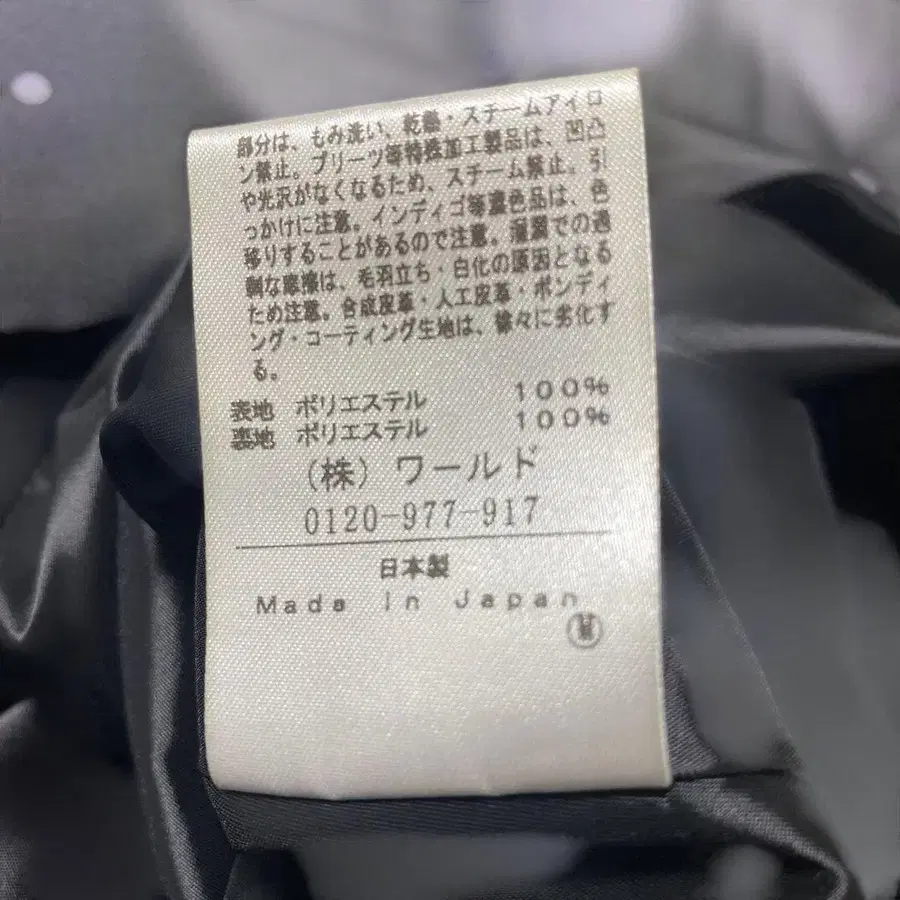 部分は、もみ洗い、乾燥・スチームアイロ
ン禁止。プリーツ等特殊加工製品は、凹凸
や光沢がなくなるため、スチーム禁止。引
っかけに注意。インディゴ等濃色品は、色
移りすることがあるので注意。湿潤での過
剰な摩擦は、毛羽立ち・白化の原因となる
ため注意。合成皮革・人工皮革・ボンディ
ング・コーティング生地は、徐々に劣化す
る。
表地 ポリエステル 100%
裏地 ポリエステル 100%
(株) ワールド
0120-977-917
日本製
Made in Japan